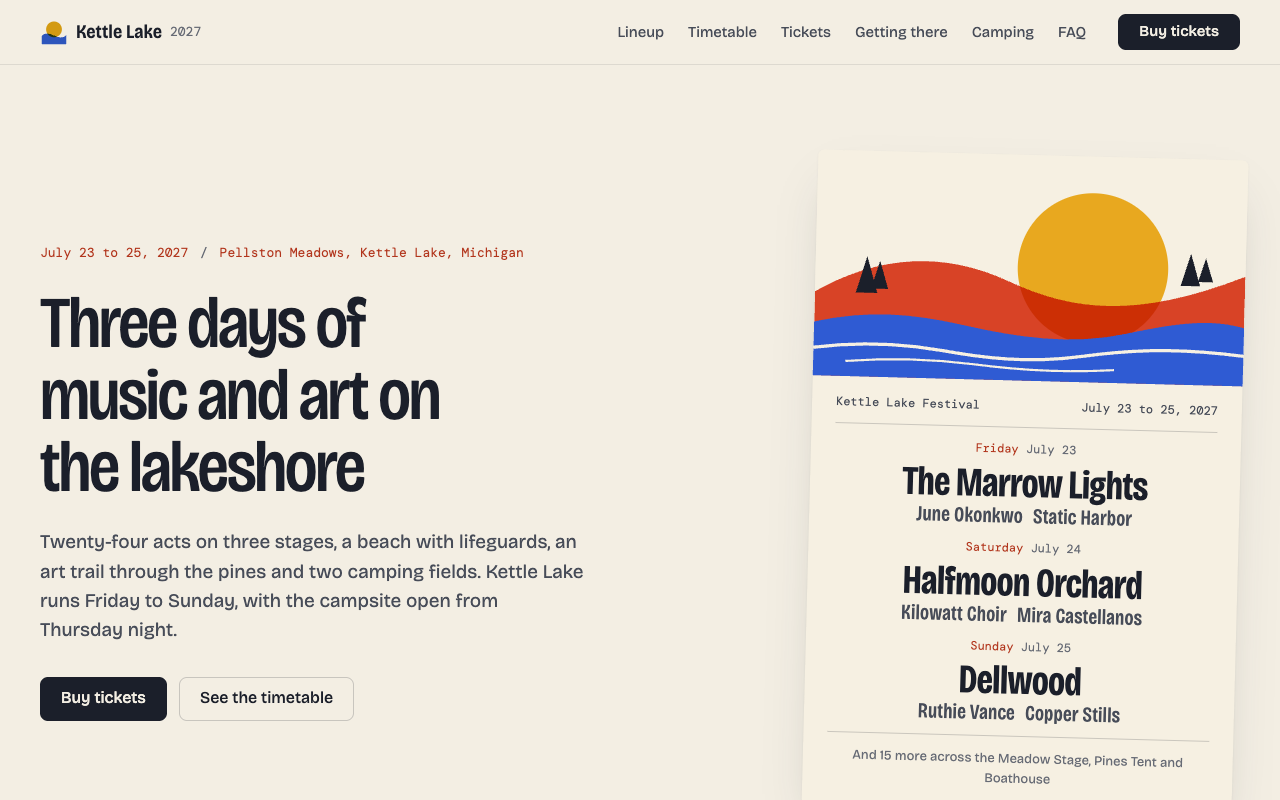 Kettle Lake 2027
Lineup Timetable Tickets Getting there Camping FAQ Buy tickets
July 23 to 25, 2027 / Pellston Meadows, Kettle Lake, Michigan
Three days of
music and art on
the lakeshore
Twenty-four acts on three stages, a beach with lifeguards, an
art trail through the pines and two camping fields. Kettle Lake
runs Friday to Sunday, with the campsite open from
Thursday night.
Buy tickets See the timetable
Kettle Lake Festival July 23 to 25, 2027
Friday July 23
The Marrow Lights
June Okonkwo Static Harbor
Saturday July 24
Halfmoon Orchard
Kilowatt Choir Mira Castellanos
Sunday July 25
Dellwood
Ruthie Vance Copper Stills
And 15 more across the Meadow Stage, Pines Tent and
Boathouse